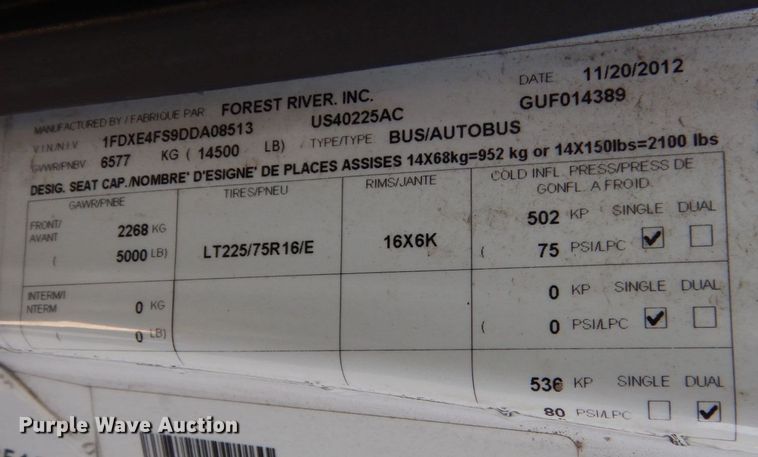 MANUFACTURED BY / FABRIQUE PAR FOREST RIVER. INC. DATE 11/20/2012
V.I.N./N.I.V 1FDXE4FS9DDA08513 US40225AC GUF014389
GVWR/PNBV 6577 KG ( 14500 LB) TYPE/TYPE: BUS/AUTOBUS
DESIG. SEAT CAP./NOMBRE' D'ESIGNE' DE PLACES ASSISES 14X68kg=952 kg or 14X150lbs=2100 lbs
GAWR/PNBE TIRES/PNEU RIMS/JANTE COLD INFL. PRESS/PRESS DE
GONFL. A FROID.
FRONT/
AVANT 2268 KG LT225/75R16/E 16X6K 502 KP SINGLE DUAL
( 5000 LB) ( 75 PSI/LPC
INTERM/I
NTERM 0 KG 0 KP SINGLE DUAL
( 0 LB) ( 0 PSI/LPC
536 KP SINGLE DUAL
80 PSI/LPC
Purple Wave Auction